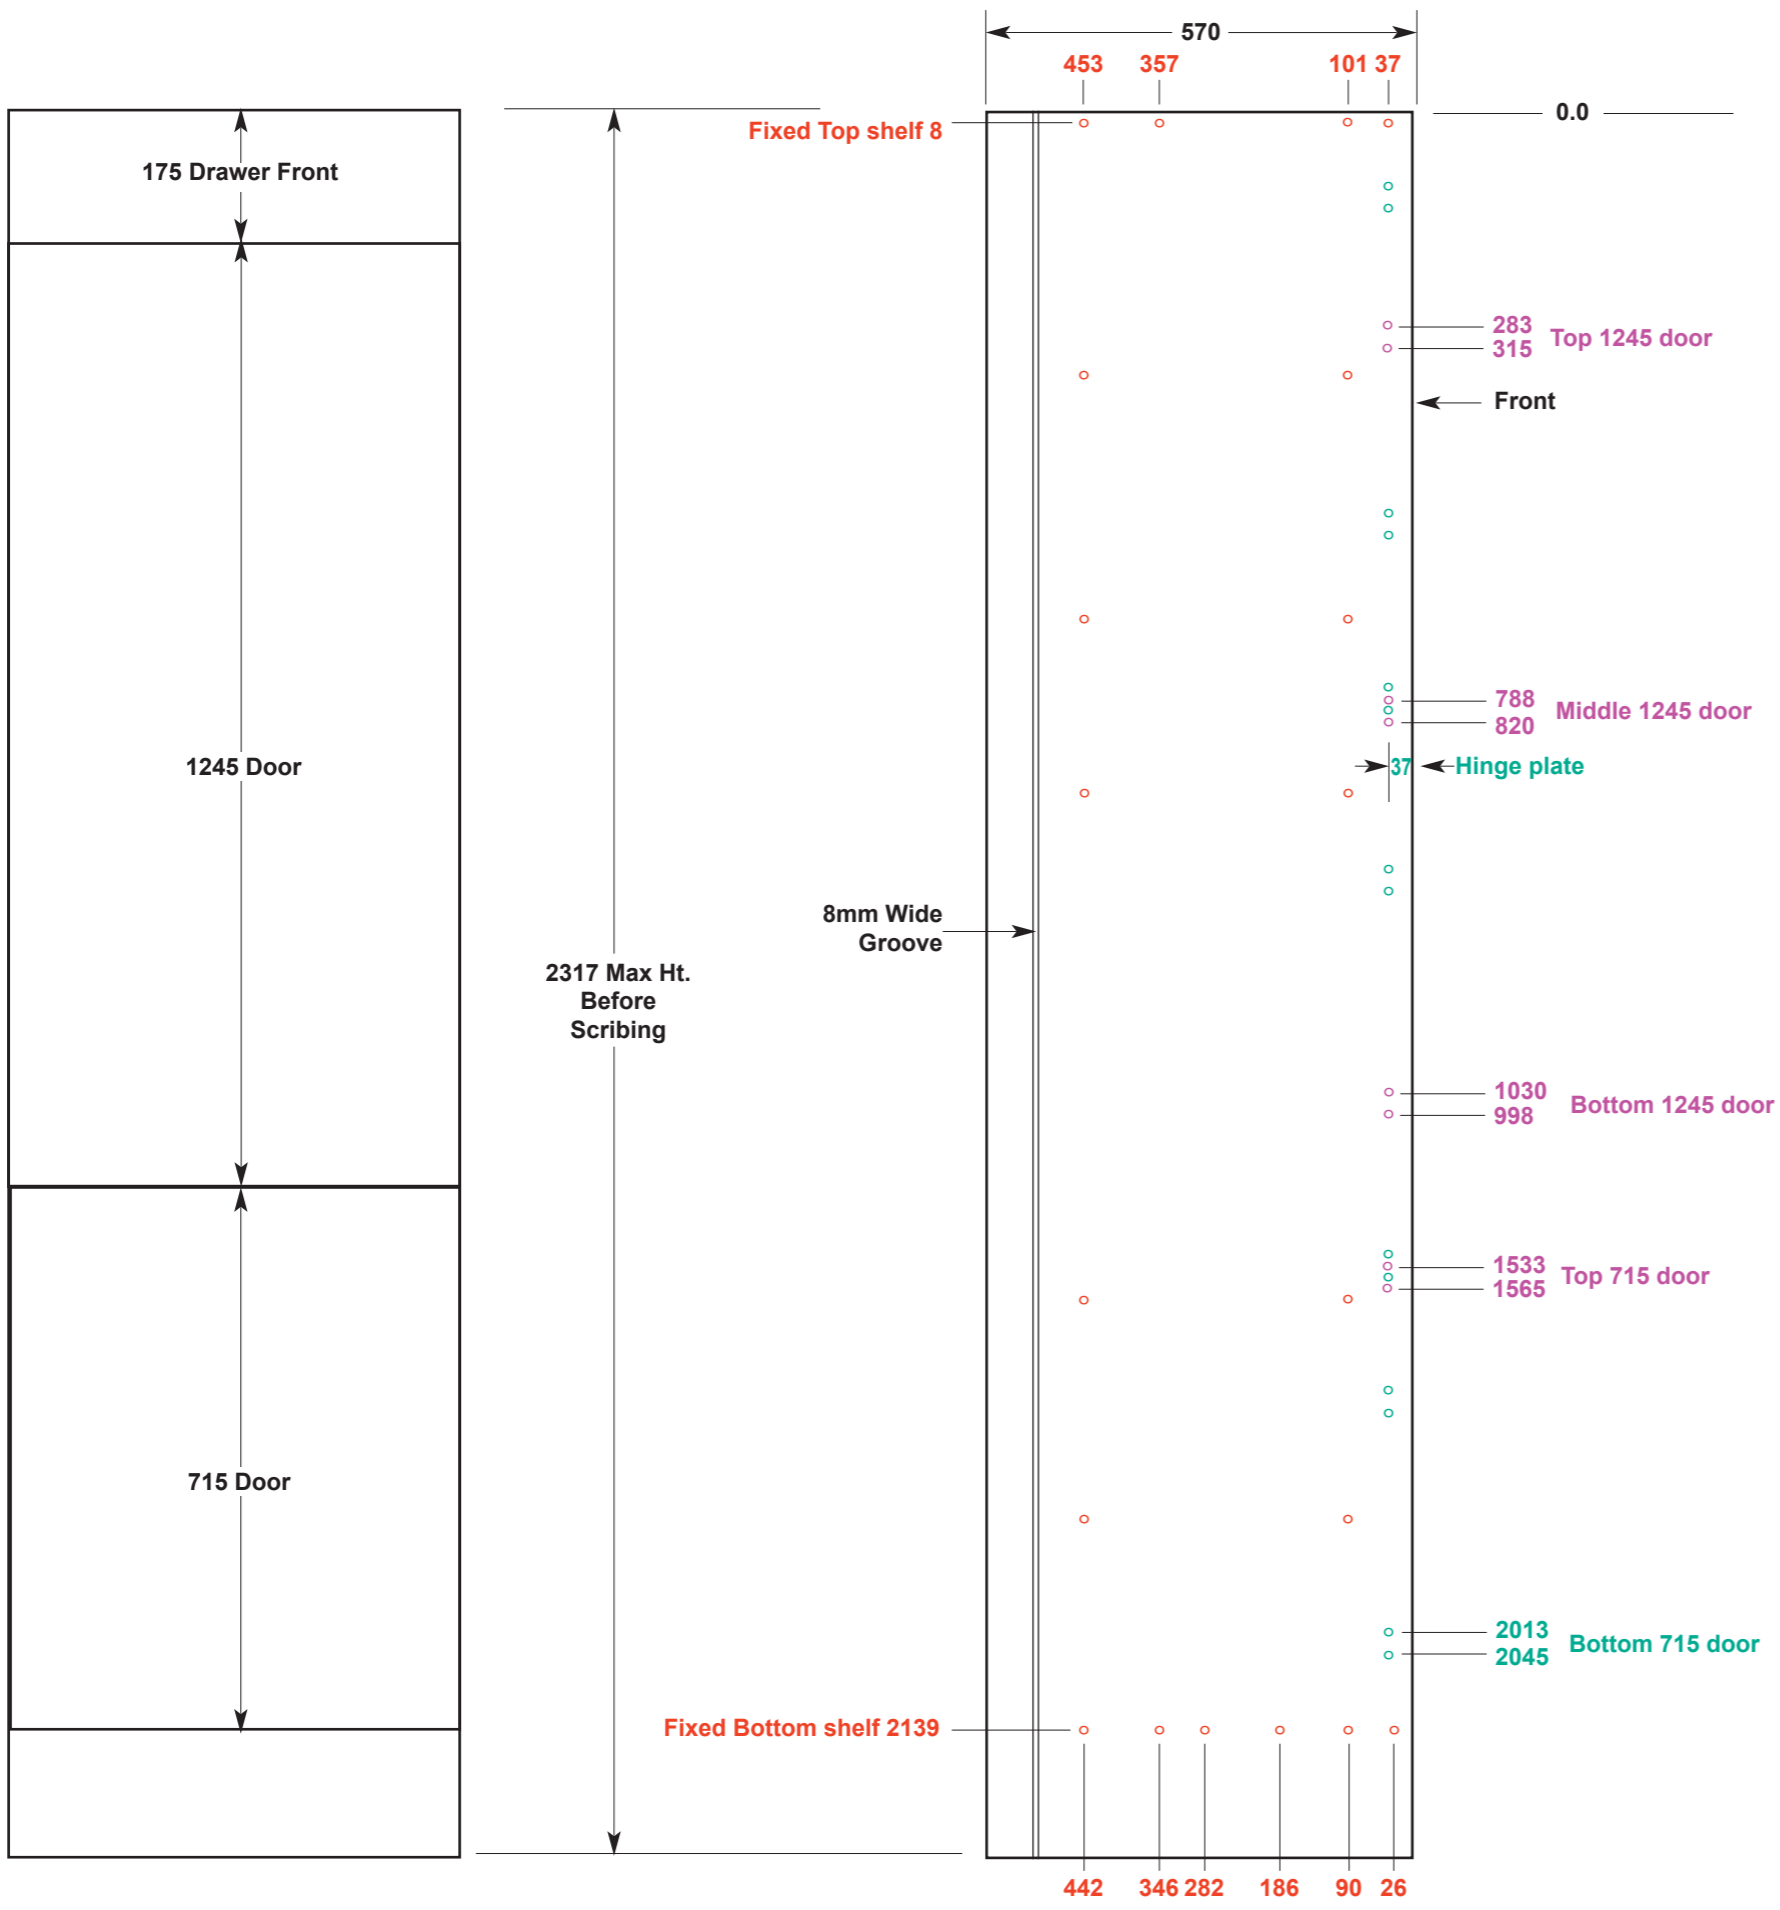 570
453 357 101 37
0.0
Fixed Top shelf 8
175 Drawer Front
283
315
Top 1245 door
Front
788
820
Middle 1245 door
1245 Door
37
Hinge plate
8mm Wide
Groove
2317 Max Ht.
Before
Scribing
1030
998
Bottom 1245 door
1533
1565
Top 715 door
715 Door
2013
2045
Bottom 715 door
Fixed Bottom shelf 2139
442 346 282 186 90 26